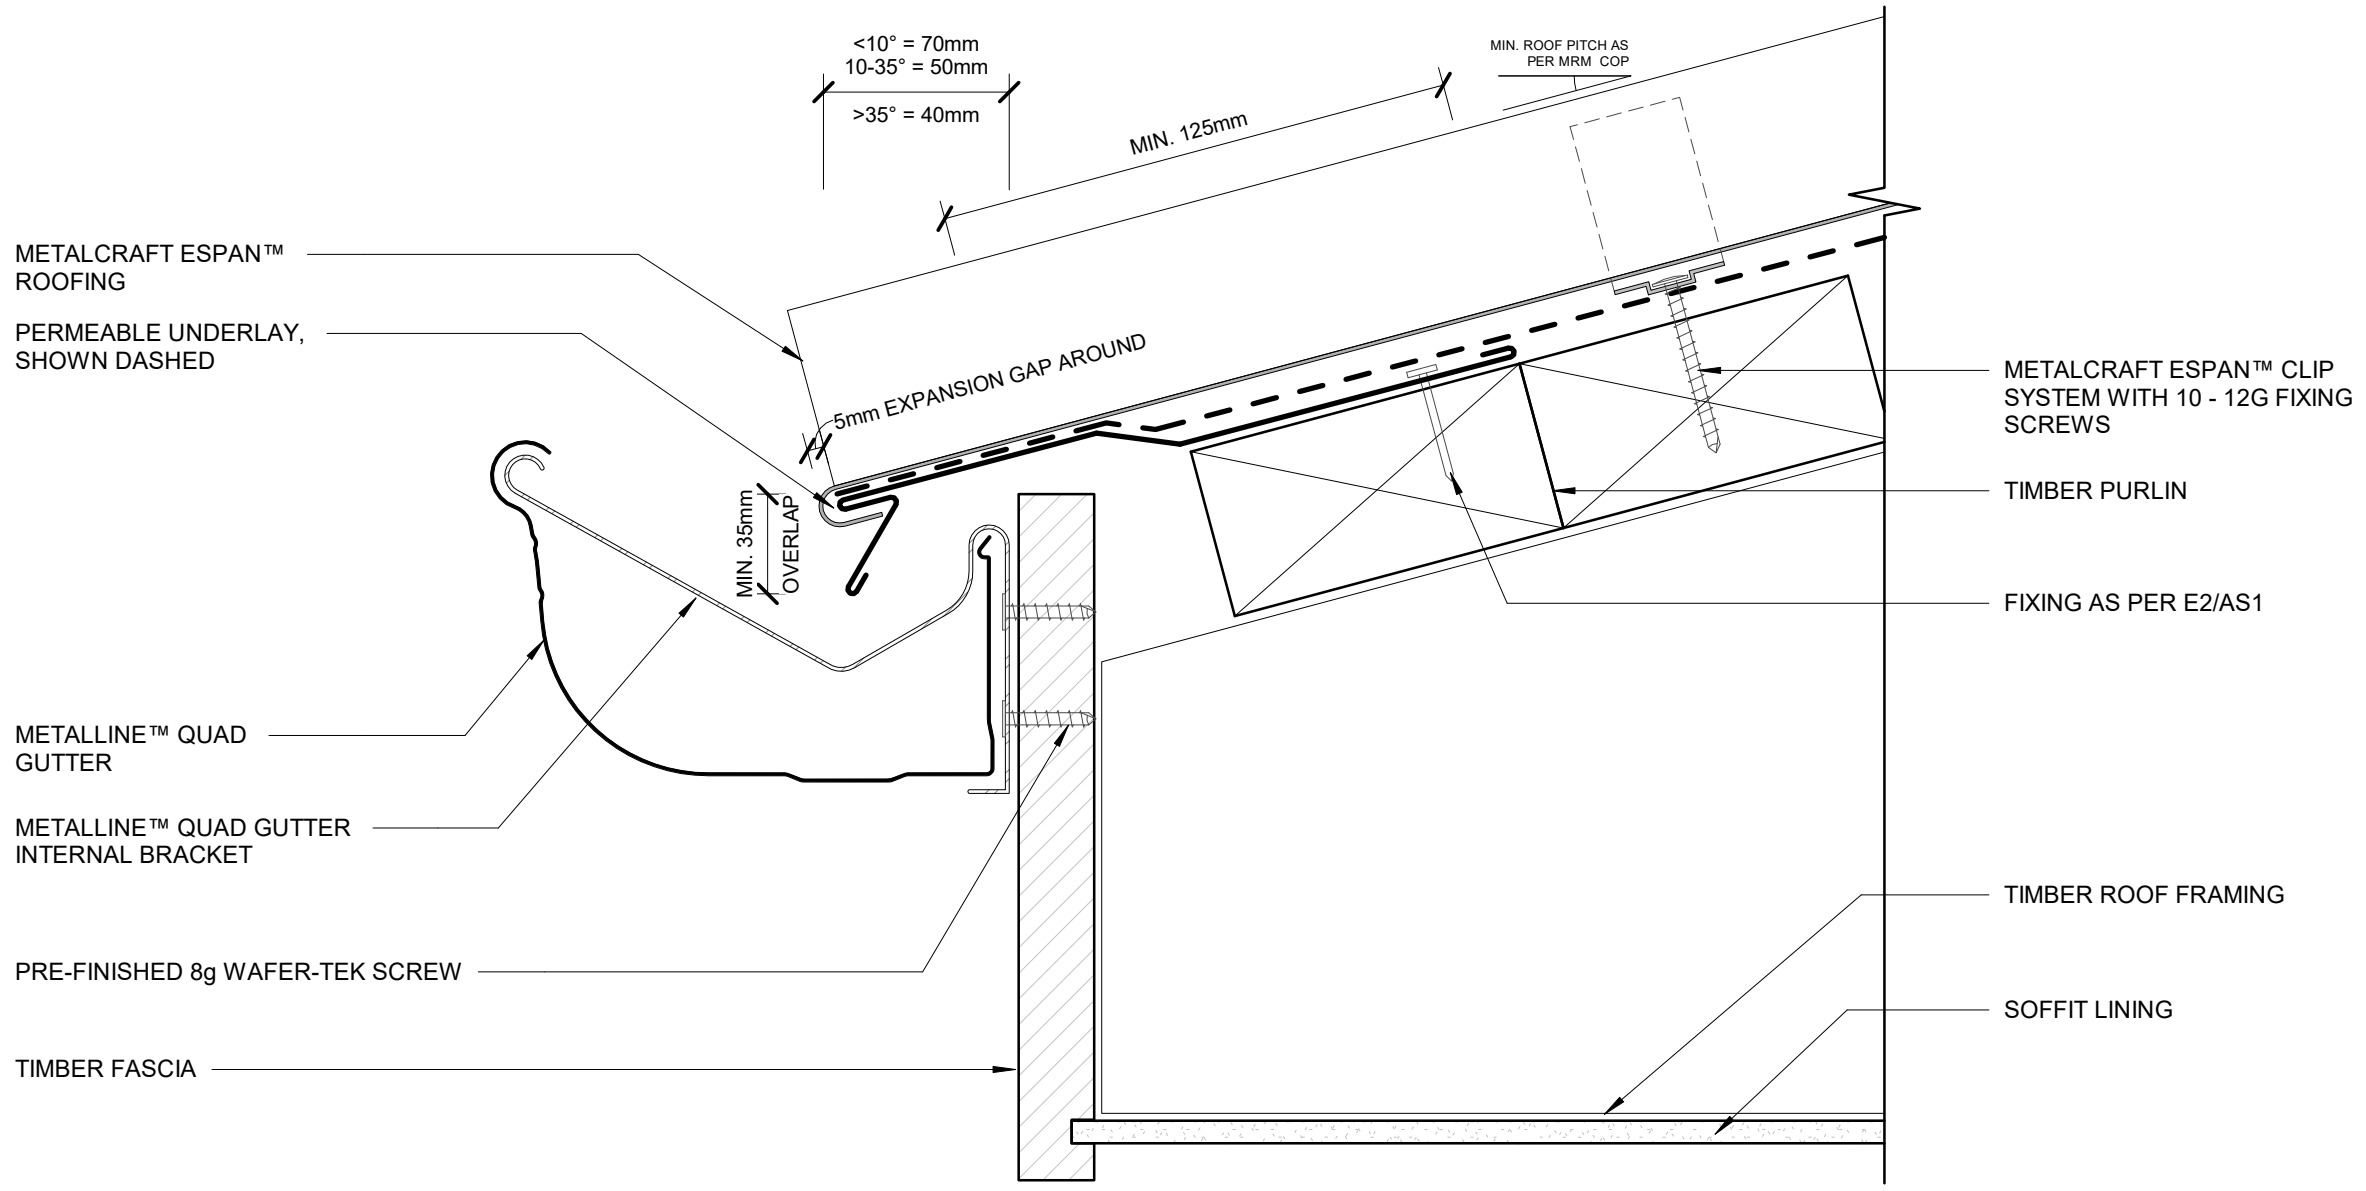 <10° = 70mm
10-35° = 50mm
>35° = 40mm
MIN. 125mm
MIN. ROOF PITCH AS
PER MRM COP
METALCRAFT ESPAN™
ROOFING
PERMEABLE UNDERLAY,
SHOWN DASHED
5mm EXPANSION GAP AROUND
MIN. 35mm
OVERLAP
METALCRAFT ESPAN™ CLIP
SYSTEM WITH 10 - 12G FIXING
SCREWS
TIMBER PURLIN
FIXING AS PER E2/AS1
METALLINE™ QUAD
GUTTER
METALLINE™ QUAD GUTTER
INTERNAL BRACKET
PRE-FINISHED 8g WAFER-TEK SCREW
TIMBER FASCIA
TIMBER ROOF FRAMING
SOFFIT LINING